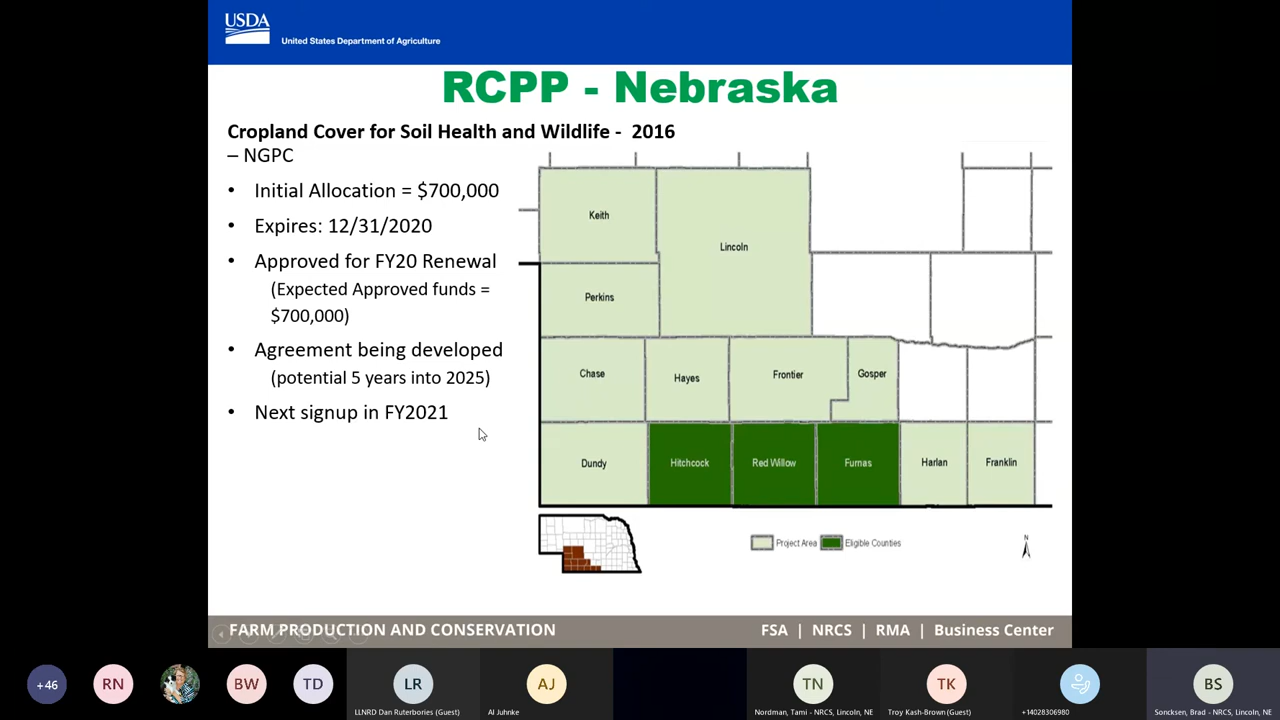 USDA
United States Department of Agriculture
RCPP - Nebraska
Cropland Cover for Soil Health and Wildlife - 2016
– NGPC
• Initial Allocation = $700,000
• Expires: 12/31/2020
• Approved for FY20 Renewal
(Expected Approved funds =
$700,000)
• Agreement being developed
(potential 5 years into 2025)
• Next signup in FY2021
Keith
Lincoln
Perkins
Chase
Hayes
Frontier
Gosper
Dundy
Hitchcock
Red Willow
Furnas
Harlan
Franklin
Project Area
Eligible Counties
N
FARM PRODUCTION AND CONSERVATION
FSA | NRCS | RMA | Business Center
+46
RN
BW
TD
LR
AJ
TN
TK
BS
LLNRD Dan Ruterbories (Guest)
Al Juhnke
Nordman, Tami - NRCS, Lincoln, NE
Troy Kash-Brown (Guest)
+14028306980
Soncksen, Brad - NRCS, Lincoln, NE